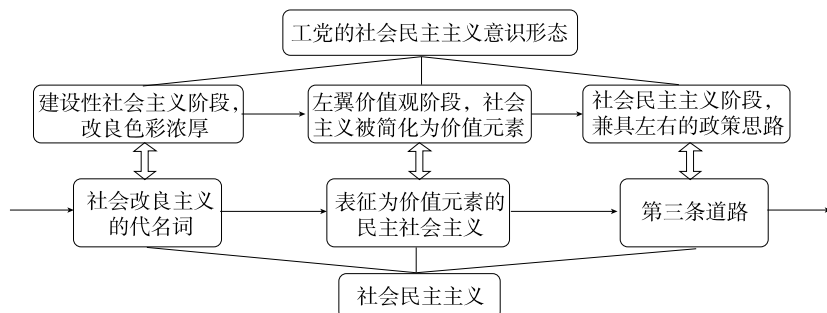 工党的社会民主主义意识形态
建设性社会主义阶段，
改良色彩浓厚
左翼价值观阶段，社会
主义被简化为价值元素
社会民主主义阶段，
兼具左右的政策思路
社会改良主义
的代名词
表征为价值元素的
民主社会主义
第三条道路
社会民主主义